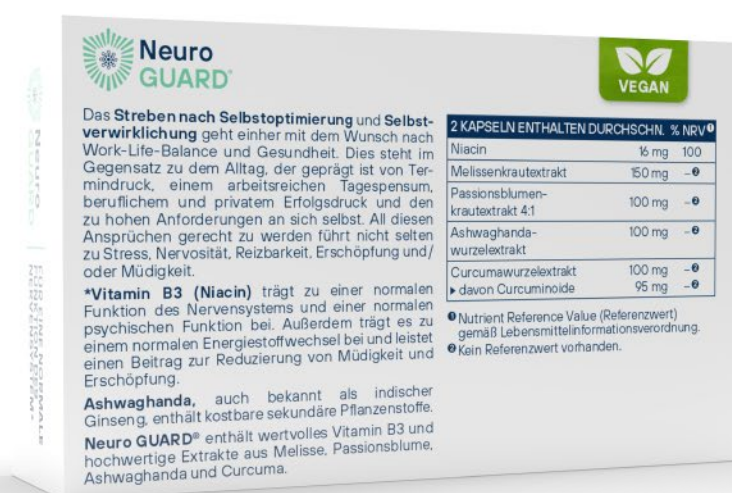 Neuro
GUARD®
VEGAN
Das Streben nach Selbstoptimierung und Selbst-
verwirklichung geht einher mit dem Wunsch nach
Work-Life-Balance und Gesundheit. Dies steht im
Gegensatz zu dem Alltag, der geprägt ist von Ter-
mindruck, einem arbeitsreichen Tagespensum,
beruflichem und privatem Erfolgsdruck und den
zu hohen Anforderungen an sich selbst. All diesen
Ansprüchen gerecht zu werden führt nicht selten
zu Stress, Nervosität, Reizbarkeit, Erschöpfung und/
oder Müdigkeit.
*Vitamin B3 (Niacin) trägt zu einer normalen
Funktion des Nervensystems und einer normalen
psychischen Funktion bei. Außerdem trägt es zu
einem normalen Energiestoffwechsel bei und leistet
einen Beitrag zur Reduzierung von Müdigkeit und
Erschöpfung.
Ashwaghanda, auch bekannt als indischer
Ginseng, enthält kostbare sekundäre Pflanzenstoffe.
Neuro GUARD® enthält wertvolles Vitamin B3 und
hochwertige Extrakte aus Melisse, Passionsblume,
Ashwaghanda und Curcuma.
2 KAPSELN ENTHALTEN DURCHSCHN. % NRV❶
Niacin 16 mg 100
Melissenkrautextrakt 150 mg –❷
Passionsblumen-
krautextrakt 4:1 100 mg –❷
Ashwaghanda-
wurzelextrakt 100 mg –❷
Curcumawurzelextrakt 100 mg –❷
▸ davon Curcuminoide 95 mg –❷
❶ Nutrient Reference Value (Referenzwert)
gemäß Lebensmittelinformationsverordnung.
❷ Kein Referenzwert vorhanden.
Neuro
GUARD
FÜR EINE NORMALE
FUNKTION DES
NERVENSYSTEMS*